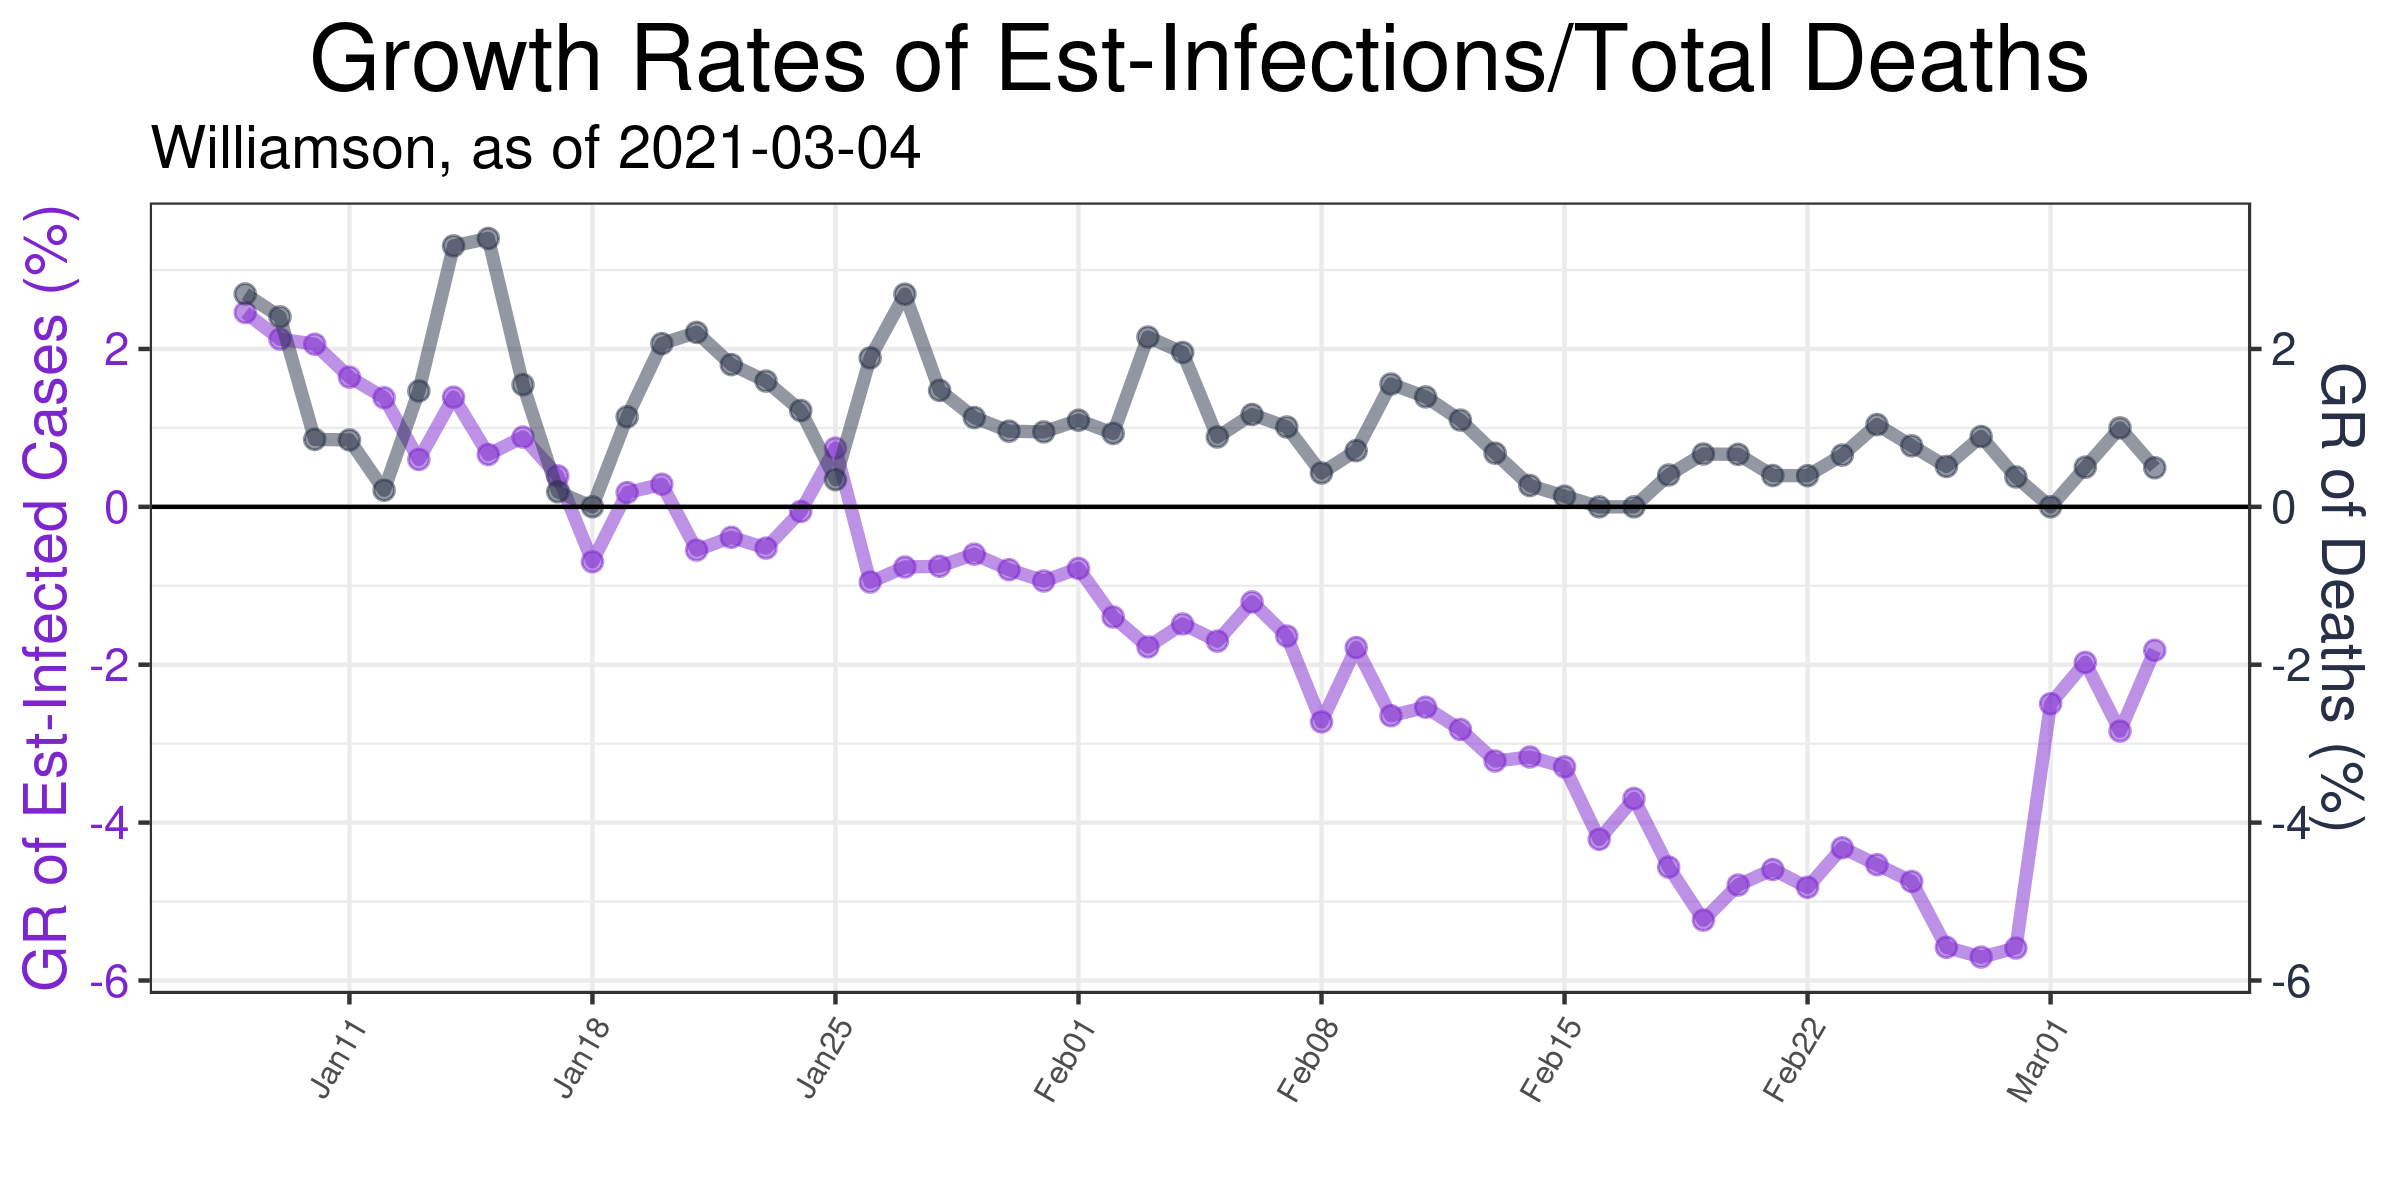 Growth Rates of Est-Infections/Total Deaths
Williamson, as of 2021-03-04
GR of Est-Infected Cases (%)
2
0
-2
-4
-6
2
0
-2
-4
-6
GR of Deaths (%)
Jan11
Jan18
Jan25
Feb01
Feb08
Feb15
Feb22
Mar01